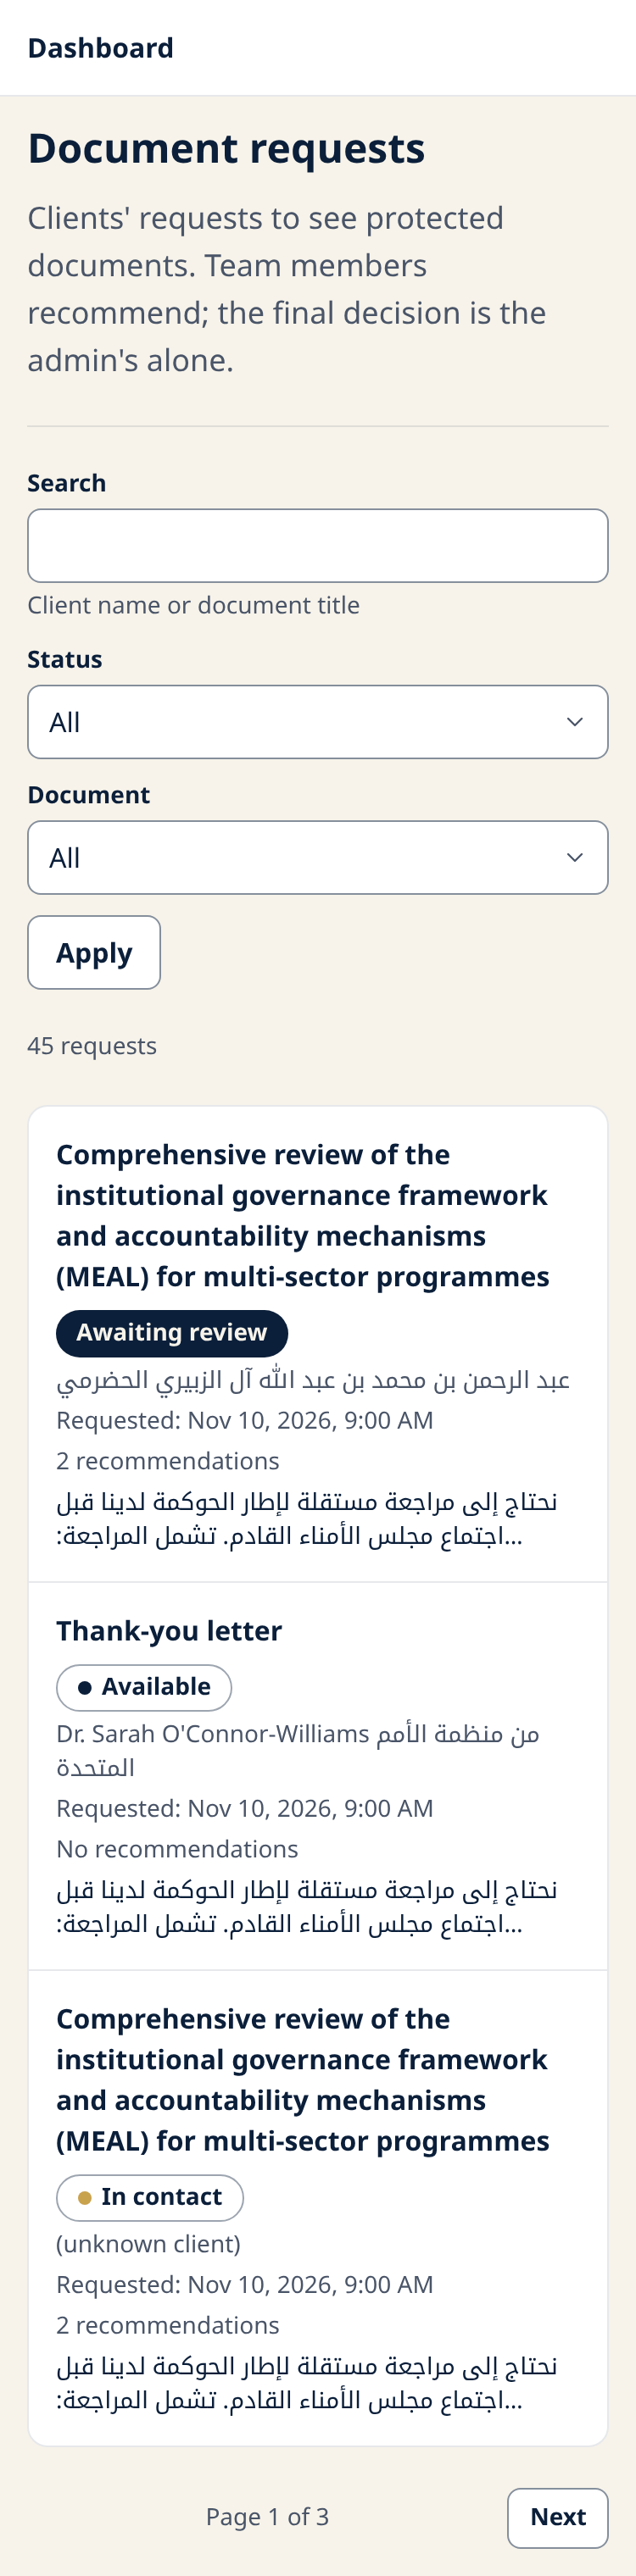 Dashboard
Document requests
Clients' requests to see protected
documents. Team members
recommend; the final decision is the
admin's alone.
Search
Client name or document title
Status
All
Document
All
Apply
45 requests
Comprehensive review of the
institutional governance framework
and accountability mechanisms
(MEAL) for multi-sector programmes
Awaiting review
عبد الرحمن بن محمد بن عبد الله آل الزبيري الحضرمي
Requested: Nov 10, 2026, 9:00 AM
2 recommendations
نحتاج إلى مراجعة مستقلة لإطار الحوكمة لدينا قبل
اجتماع مجلس الأمناء القادم. تشمل المراجعة:…
Thank-you letter
Available
Dr. Sarah O'Connor-Williams من منظمة الأمم
المتحدة
Requested: Nov 10, 2026, 9:00 AM
No recommendations
نحتاج إلى مراجعة مستقلة لإطار الحوكمة لدينا قبل
اجتماع مجلس الأمناء القادم. تشمل المراجعة:…
Comprehensive review of the
institutional governance framework
and accountability mechanisms
(MEAL) for multi-sector programmes
In contact
(unknown client)
Requested: Nov 10, 2026, 9:00 AM
2 recommendations
نحتاج إلى مراجعة مستقلة لإطار الحوكمة لدينا قبل
اجتماع مجلس الأمناء القادم. تشمل المراجعة:…
Page 1 of 3
Next